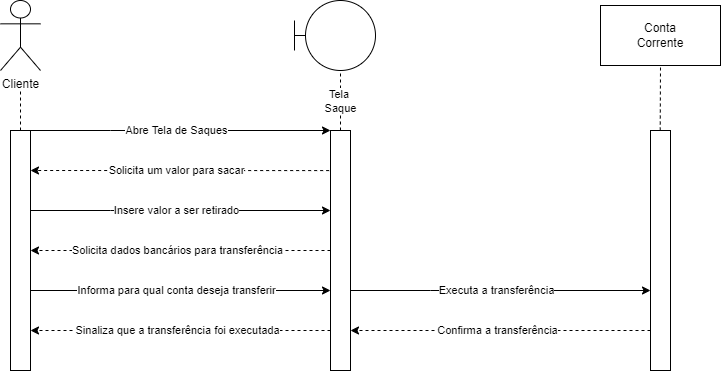 Conta
Corrente
Cliente
Tela
Saque
Abre Tela de Saques
Solicita um valor para sacar
Insere valor a ser retirado
Solicita dados bancários para transferência
Informa para qual conta deseja transferir
Executa a transferência
Sinaliza que a transferência foi executada
Confirma a transferência